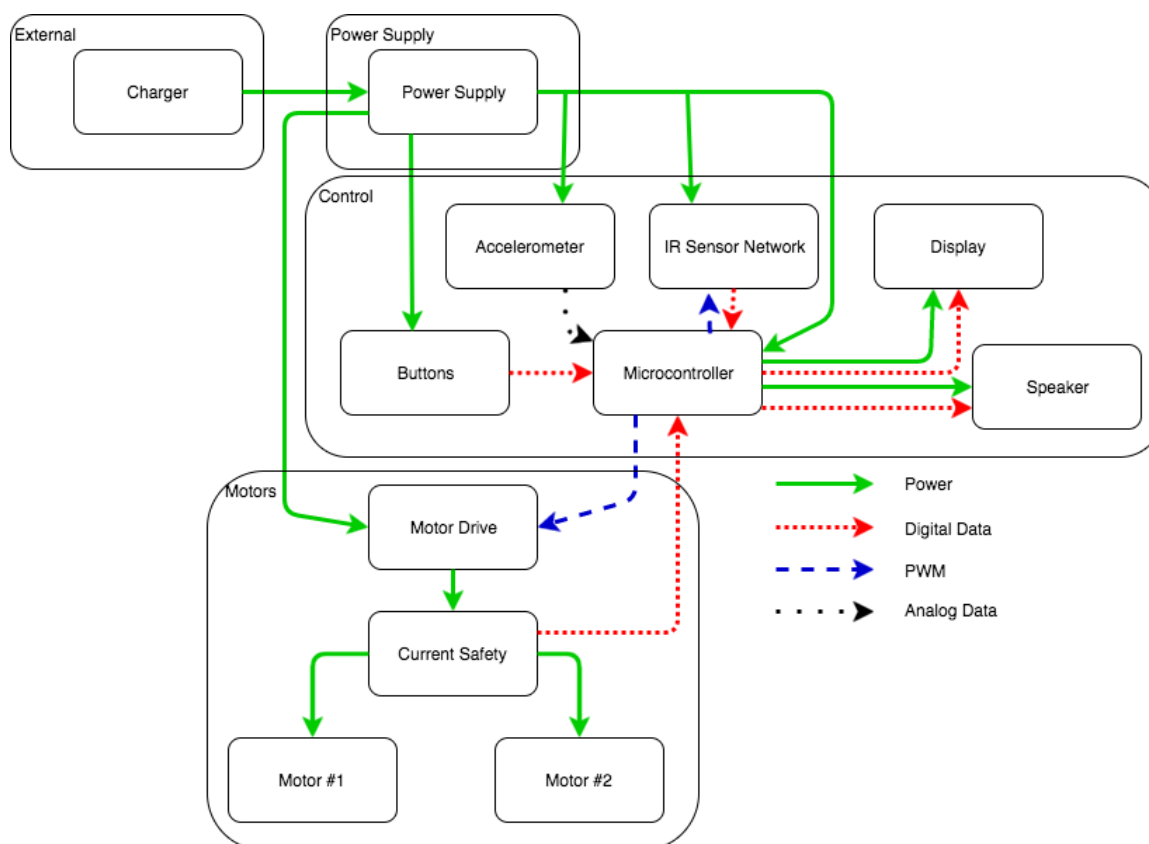 External
Charger
Power Supply
Power Supply
Control
Accelerometer
IR Sensor Network
Display
Buttons
Microcontroller
Speaker
Motors
Motor Drive
Current Safety
Motor #1
Motor #2
Power
Digital Data
PWM
Analog Data